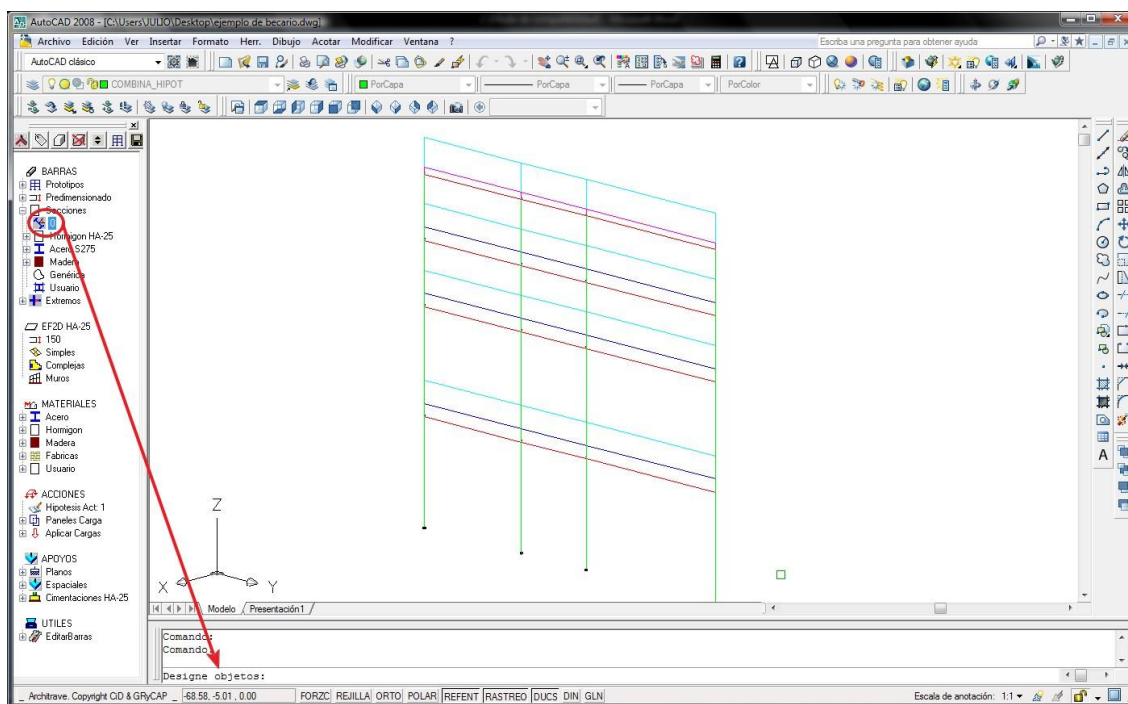 AutoCAD 2008 - [C:\Users\JULIO\Desktop\ejemplo de becario.dwg]
Archivo Edición Ver Insertar Formato Herr. Dibujo Acotar Modificar Ventana ?
Escriba una pregunta para obtener ayuda
AutoCAD clásico
COMBINA_HIPOT
PorCapa
PorCapa
PorCapa
PorColor
BARRAS
Prototipos
Predimensionado
Secciones
0
Hormigon HA-25
Acero S275
Madera
Genérica
Usuario
Extremos
EF2D HA-25
150
Simples
Complejas
Muros
MATERIALES
Acero
Hormigon
Madera
Fabricas
Usuario
ACCIONES
Hipotesis Act: 1
Paneles Carga
Aplicar Cargas
APOYOS
Planos
Espaciales
Cimentaciones HA-25
UTILES
EditarBarras
Z
X
Y
Modelo
Presentación1
Comando:
Comando
Designe objetos:
_ Architrave. Copyright CiD & GRyCAP _
-68.58, -5.01 , 0.00
FORZC REJILLA ORTO POLAR REFENT RASTREO DUCS DIN GLN
Escala de anotación: 1:1